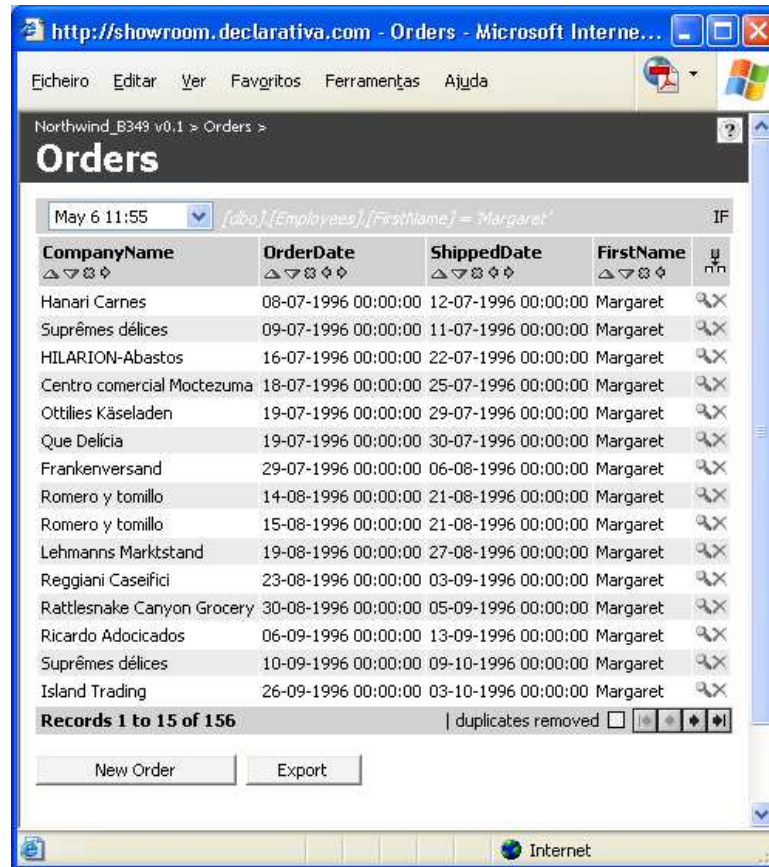 http://showroom.declarativa.com - Orders - Microsoft Interne...
Ficheiro Editar Ver Favoritos Ferramentas Ajuda
Northwind_B349 v0.1 > Orders >
?
Orders
May 6 11:55 [dbo].[Employees].[FirstName] = 'Margaret' IF
CompanyName OrderDate ShippedDate FirstName
Hanari Carnes 08-07-1996 00:00:00 12-07-1996 00:00:00 Margaret
Suprêmes délices 09-07-1996 00:00:00 11-07-1996 00:00:00 Margaret
HILARION-Abastos 16-07-1996 00:00:00 22-07-1996 00:00:00 Margaret
Centro comercial Moctezuma 18-07-1996 00:00:00 25-07-1996 00:00:00 Margaret
Ottilies Käseladen 19-07-1996 00:00:00 29-07-1996 00:00:00 Margaret
Que Delícia 19-07-1996 00:00:00 30-07-1996 00:00:00 Margaret
Frankenversand 29-07-1996 00:00:00 06-08-1996 00:00:00 Margaret
Romero y tomillo 14-08-1996 00:00:00 21-08-1996 00:00:00 Margaret
Romero y tomillo 15-08-1996 00:00:00 21-08-1996 00:00:00 Margaret
Lehmanns Marktstand 19-08-1996 00:00:00 27-08-1996 00:00:00 Margaret
Reggiani Caseifici 23-08-1996 00:00:00 03-09-1996 00:00:00 Margaret
Rattlesnake Canyon Grocery 30-08-1996 00:00:00 05-09-1996 00:00:00 Margaret
Ricardo Adocicados 06-09-1996 00:00:00 13-09-1996 00:00:00 Margaret
Suprêmes délices 10-09-1996 00:00:00 09-10-1996 00:00:00 Margaret
Island Trading 26-09-1996 00:00:00 03-10-1996 00:00:00 Margaret
Records 1 to 15 of 156 | duplicates removed
New Order Export
Internet